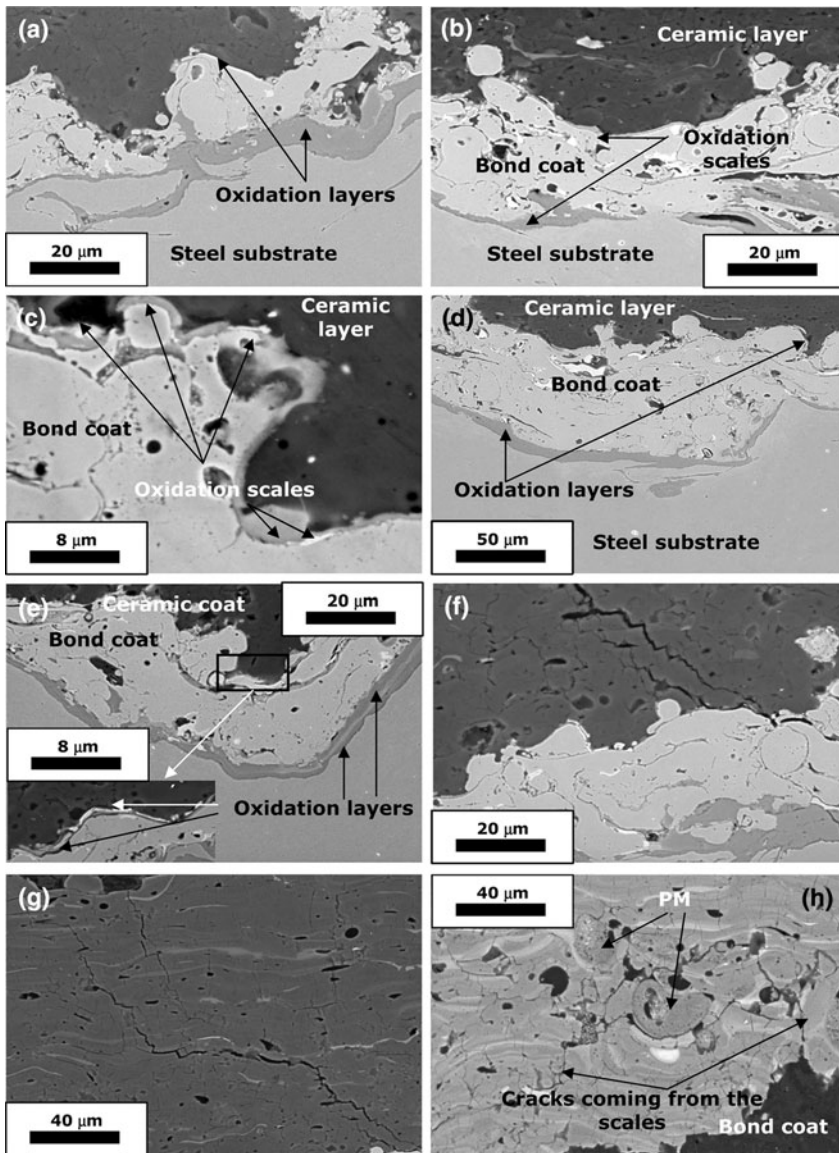 (a)
Oxidation layers
20 µm
Steel substrate
(b)
Ceramic layer
Oxidation
scales
Bond coat
Steel substrate
20 µm
(c)
Ceramic
layer
Bond coat
Oxidation scales
8 µm
Ceramic layer
(d)
Bond coat
Oxidation layers
50 µm
Steel substrate
(e)
Ceramic coat
20 µm
Bond coat
8 µm
Oxidation layers
(f)
20 µm
(g)
40 µm
40 µm
PM
(h)
Cracks coming from the
scales
Bond coat